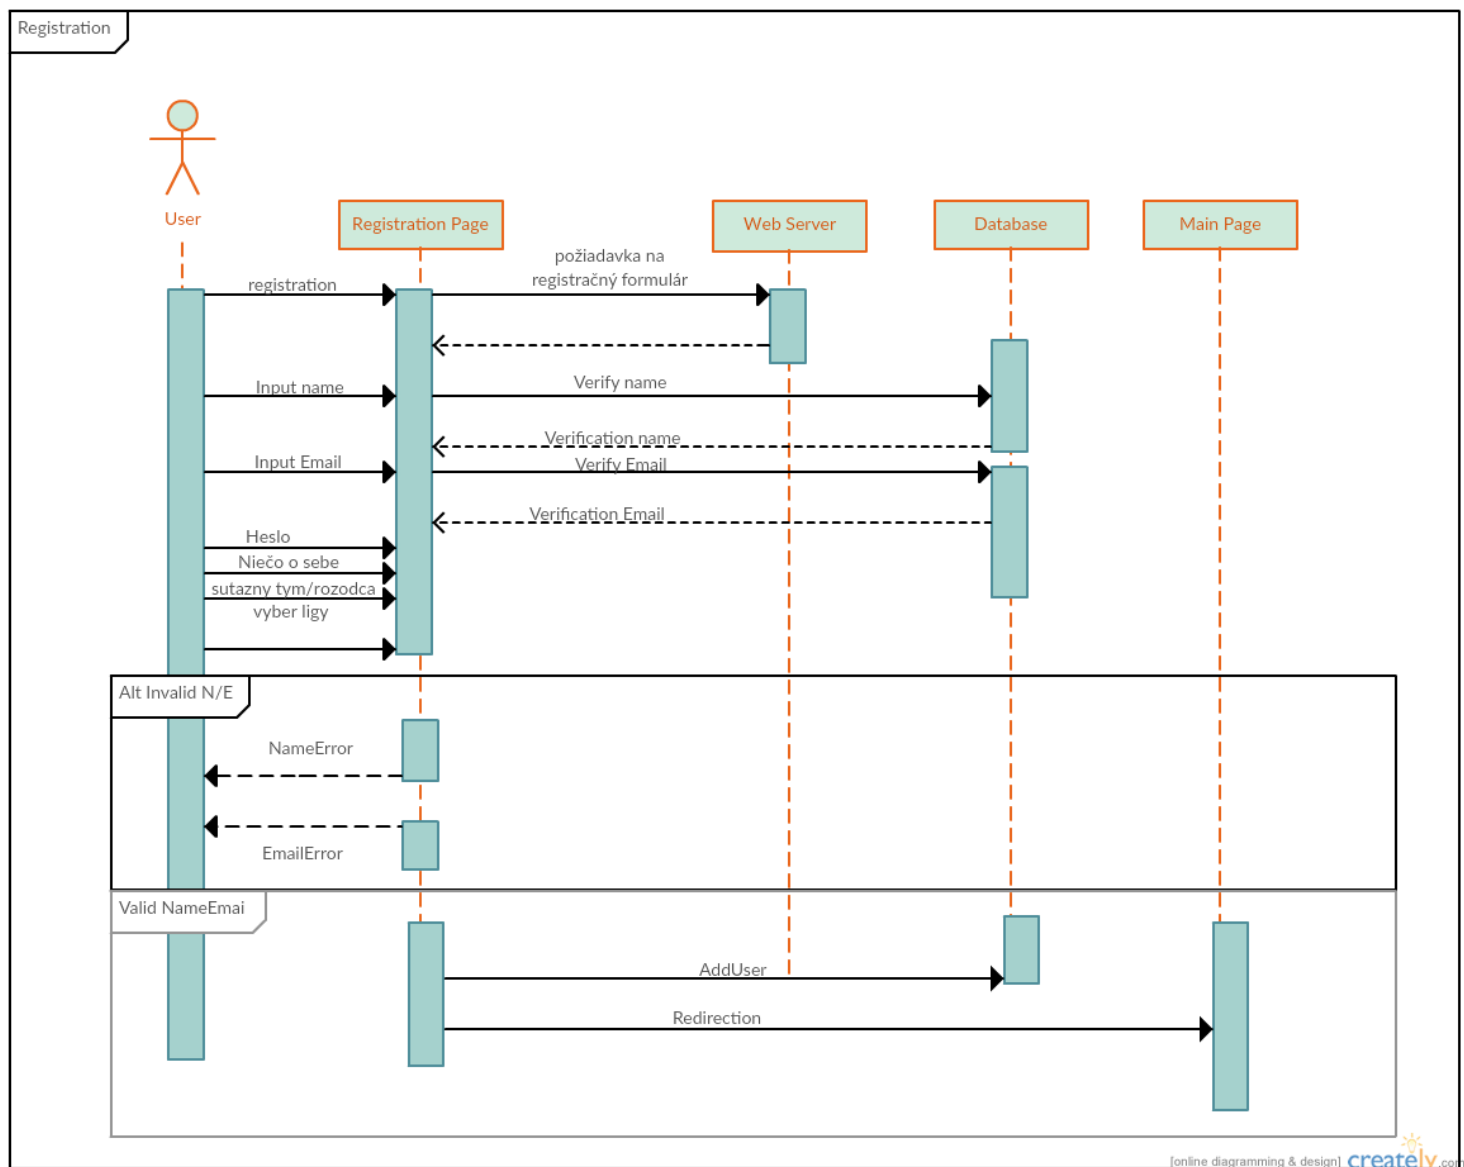 Registration
User
Registration Page
Web Server
Database
Main Page
registration
požiadavka na
registračný formulár
Input name
Verify name
Verification name
Input Email
Verify Email
Verification Email
Heslo
Niečo o sebe
sutazny tym/rozodca
vyber ligy
Alt Invalid N/E
NameError
EmailError
Valid NameEmai
AddUser
Redirection
[online diagramming & design] creately.com